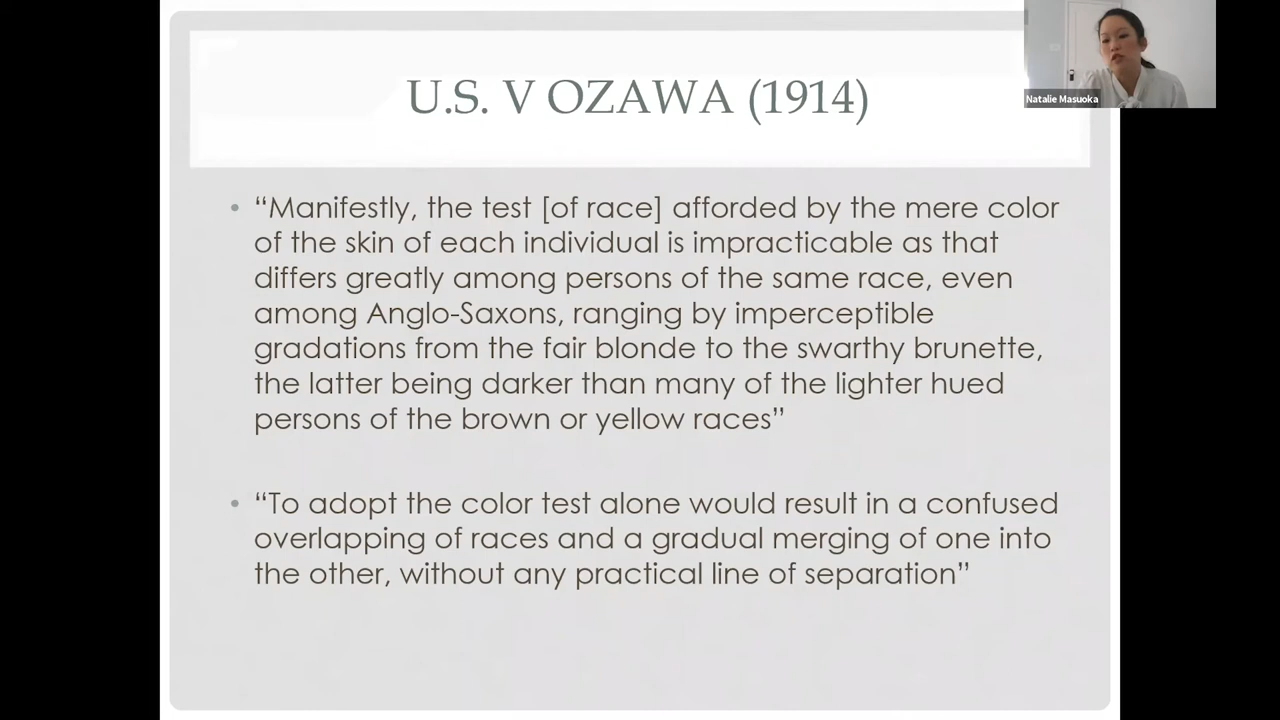 U.S. V OZAWA (1914)
Natalie Masuoka
• “Manifestly, the test [of race] afforded by the mere color
of the skin of each individual is impracticable as that
differs greatly among persons of the same race, even
among Anglo-Saxons, ranging by imperceptible
gradations from the fair blonde to the swarthy brunette,
the latter being darker than many of the lighter hued
persons of the brown or yellow races”
• “To adopt the color test alone would result in a confused
overlapping of races and a gradual merging of one into
the other, without any practical line of separation”